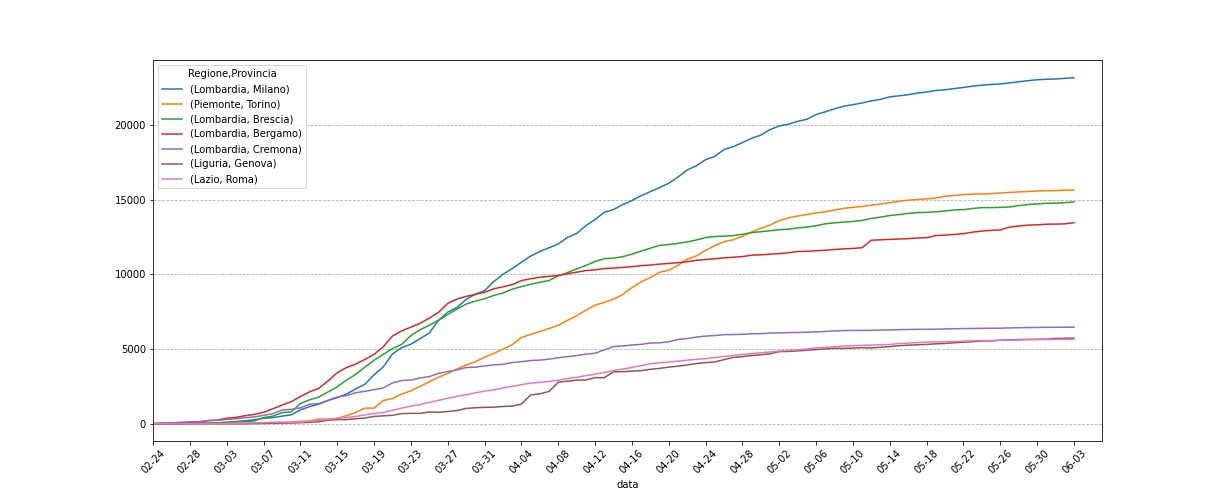 Regione,Provincia
(Lombardia, Milano)
(Piemonte, Torino)
(Lombardia, Brescia)
(Lombardia, Bergamo)
(Lombardia, Cremona)
(Liguria, Genova)
(Lazio, Roma)
20000
15000
10000
5000
0
02-24 02-28 03-03 03-07 03-11 03-15 03-19 03-23 03-27 03-31 04-04 04-08 04-12 04-16 04-20 04-24 04-28 05-02 05-06 05-10 05-14 05-18 05-22 05-26 05-30 06-03
data